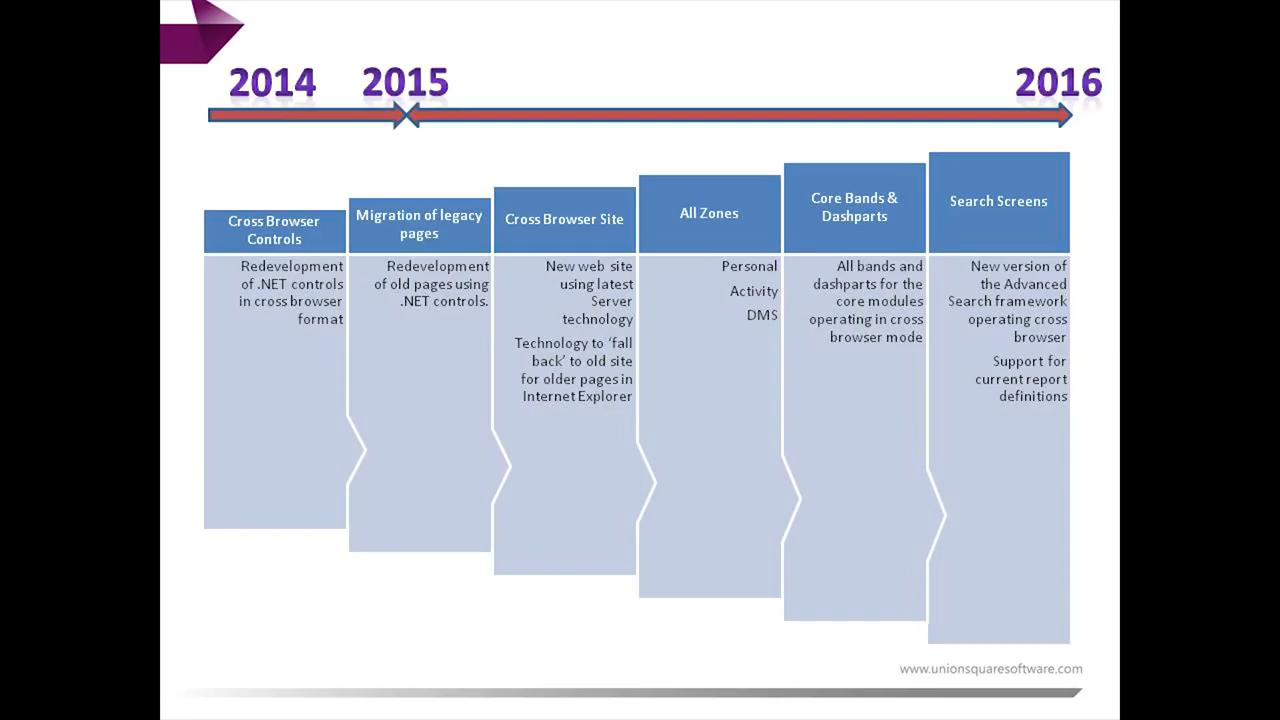 2014
2015
2016
Cross Browser
Controls
Redevelopment
of .NET controls
in cross browser
format
Migration of legacy
pages
Redevelopment
of old pages using
.NET controls.
Cross Browser Site
New web site
using latest
Server
technology
Technology to ‘fall
back’ to old site
for older pages in
Internet Explorer
All Zones
Personal
Activity
DMS
Core Bands &
Dashparts
All bands and
dashparts for the
core modules
operating in cross
browser mode
Search Screens
New version of
the Advanced
Search framework
operating cross
browser
Support for
current report
definitions
www.unionsquaresoftware.com